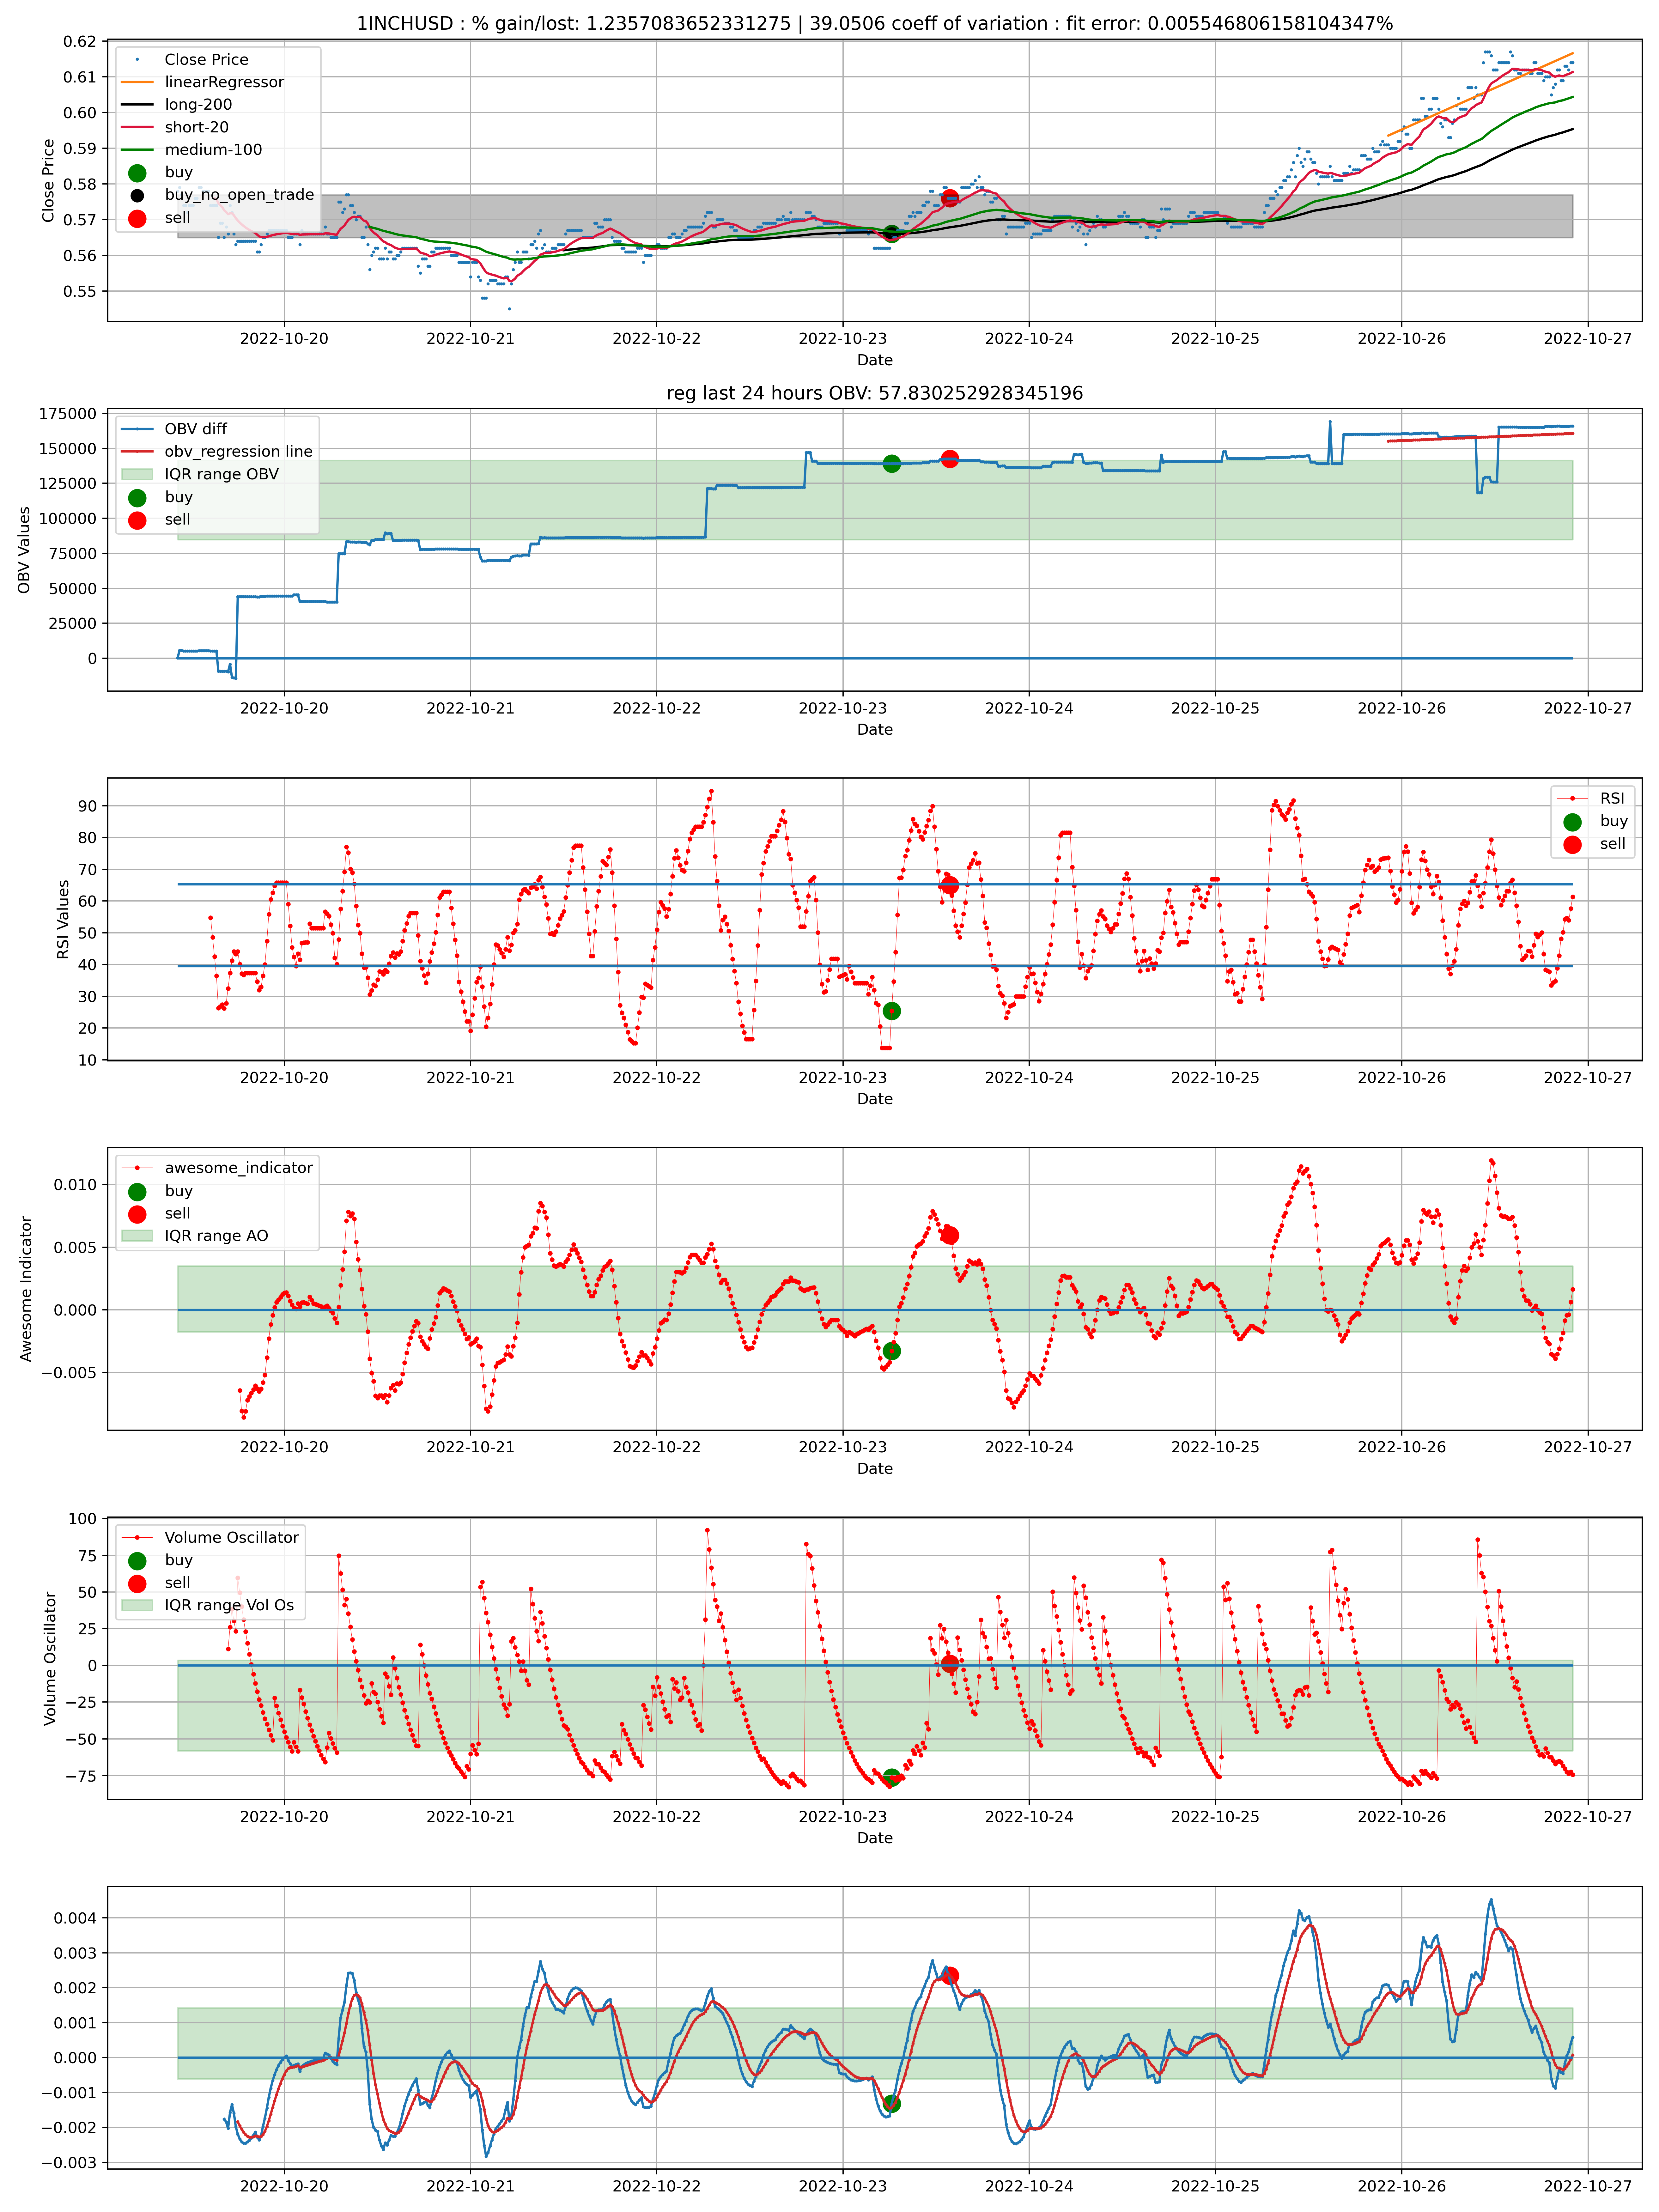 1INCHUSD : % gain/lost: 1.2357083652331275 | 39.0506 coeff of variation : fit error: 0.005546806158104347%
0.62
0.61
0.60
0.59
0.58
0.57
0.56
0.55
Close Price
Close Price
linearRegressor
long-200
short-20
medium-100
buy
buy_no_open_trade
sell
2022-10-20 2022-10-21 2022-10-22 2022-10-23 2022-10-24 2022-10-25 2022-10-26 2022-10-27
Date
reg last 24 hours OBV: 57.830252928345196
175000
150000
125000
100000
75000
50000
25000
0
OBV Values
OBV diff
obv_regression line
IQR range OBV
buy
sell
2022-10-20 2022-10-21 2022-10-22 2022-10-23 2022-10-24 2022-10-25 2022-10-26 2022-10-27
Date
90
80
70
60
50
40
30
20
10
RSI Values
RSI
buy
sell
2022-10-20 2022-10-21 2022-10-22 2022-10-23 2022-10-24 2022-10-25 2022-10-26 2022-10-27
Date
0.010
0.005
0.000
−0.005
Awesome Indicator
awesome_indicator
buy
sell
IQR range AO
2022-10-20 2022-10-21 2022-10-22 2022-10-23 2022-10-24 2022-10-25 2022-10-26 2022-10-27
Date
100
75
50
25
0
−25
−50
−75
Volume Oscillator
Volume Oscillator
buy
sell
IQR range Vol Os
2022-10-20 2022-10-21 2022-10-22 2022-10-23 2022-10-24 2022-10-25 2022-10-26 2022-10-27
Date
0.004
0.003
0.002
0.001
0.000
−0.001
−0.002
−0.003
2022-10-20 2022-10-21 2022-10-22 2022-10-23 2022-10-24 2022-10-25 2022-10-26 2022-10-27